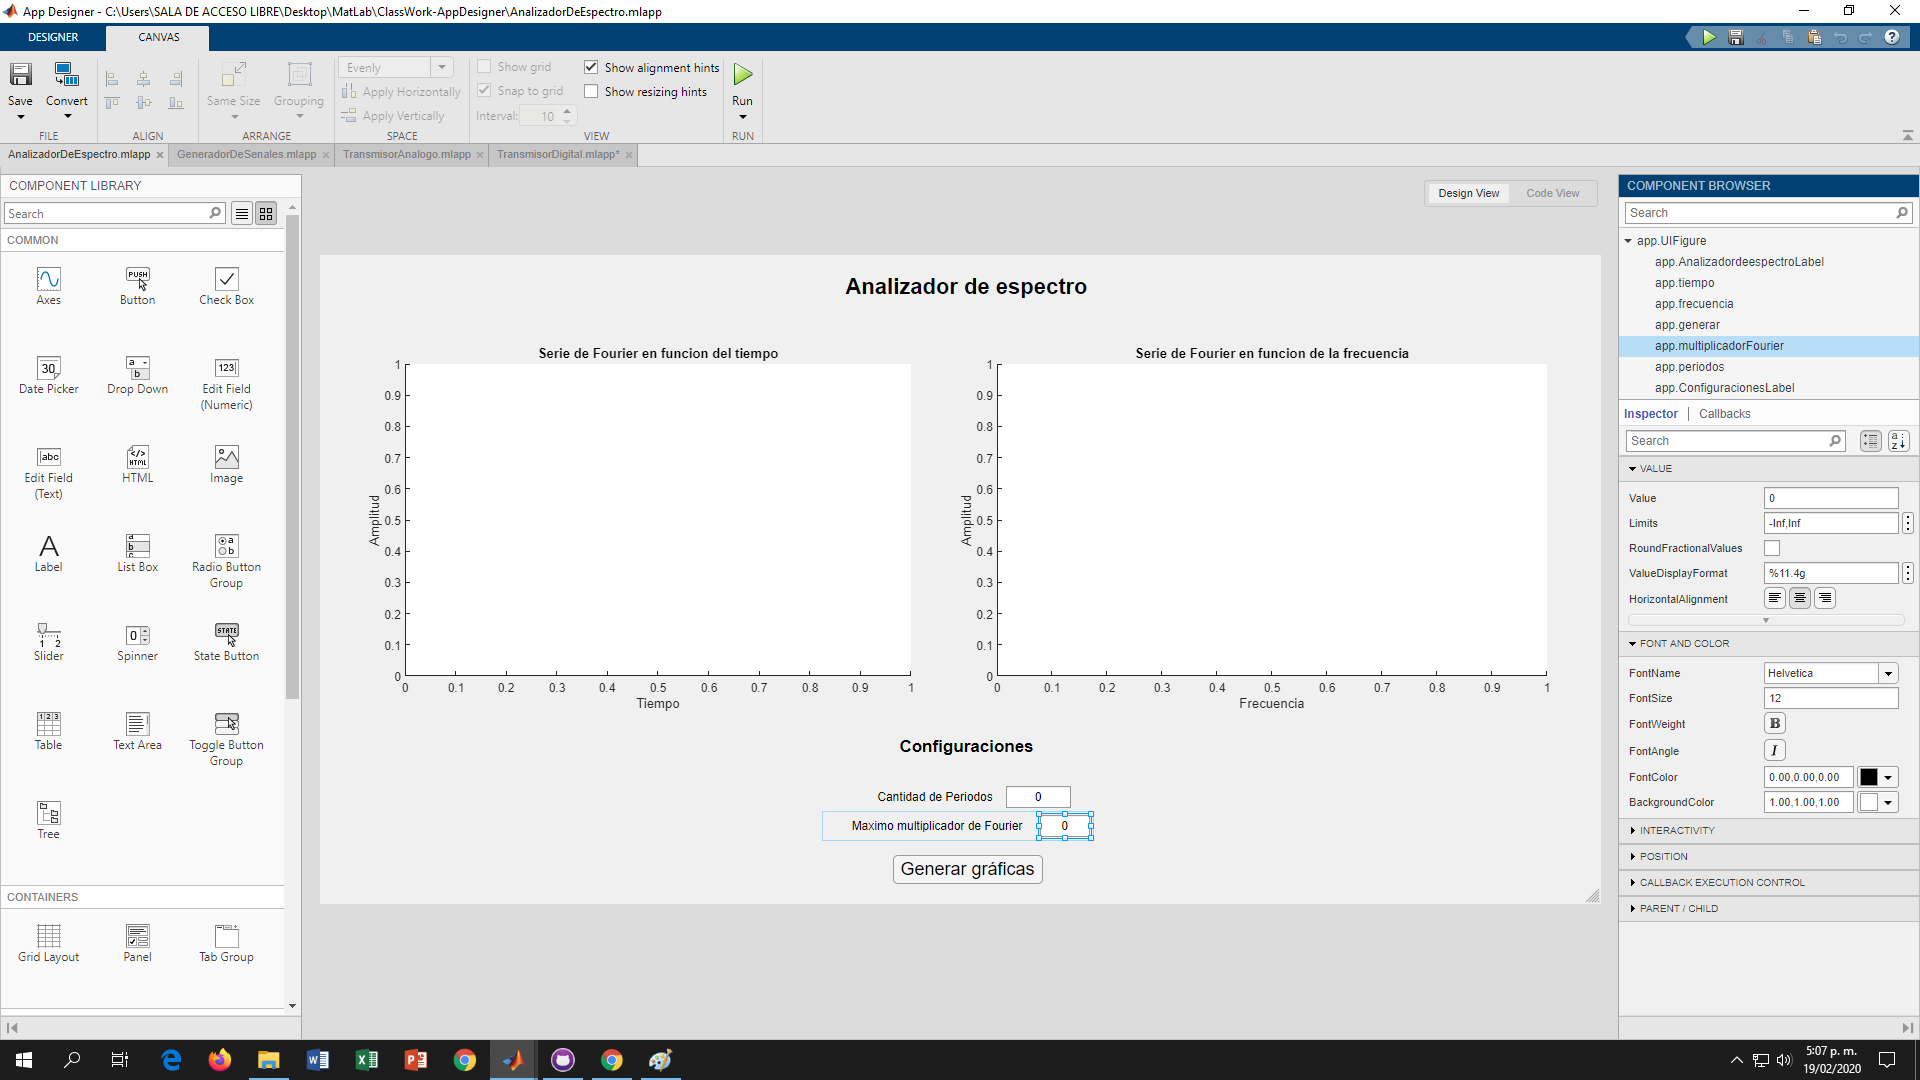 App Designer - C:\Users\SALA DE ACCESO LIBRE\Desktop\MatLab\ClassWork-AppDesigner\AnalizadorDeEspectro.mlapp
DESIGNER
CANVAS
Save
Convert
FILE
ALIGN
Same Size
Grouping
ARRANGE
Evenly
Apply Horizontally
Apply Vertically
SPACE
Show grid
Snap to grid
Interval: 10
Show alignment hints
Show resizing hints
VIEW
Run
RUN
AnalizadorDeEspectro.mlapp
GeneradorDeSenales.mlapp
TransmisorAnalogo.mlapp
TransmisorDigital.mlapp*
COMPONENT LIBRARY
Search
COMMON
Axes
PUSH
Button
Check Box
30
Date Picker
a
b
Drop Down
123
Edit Field
(Numeric)
abc
Edit Field
(Text)
</>
HTML
HTML
Image
A
Label
a
b
c
List Box
a
b
Radio Button
Group
1 2
Slider
0
Spinner
STATE
State Button
1 2 3
Table
Text Area
Toggle Button
Group
Tree
CONTAINERS
Grid Layout
Panel
Tab Group
Design View
Code View
Analizador de espectro
Serie de Fourier en funcion del tiempo
1
0.9
0.8
0.7
0.6
0.5
0.4
0.3
0.2
0.1
0
Amplitud
0 0.1 0.2 0.3 0.4 0.5 0.6 0.7 0.8 0.9 1
Tiempo
Serie de Fourier en funcion de la frecuencia
1
0.9
0.8
0.7
0.6
0.5
0.4
0.3
0.2
0.1
0
Amplitud
0 0.1 0.2 0.3 0.4 0.5 0.6 0.7 0.8 0.9 1
Frecuencia
Configuraciones
Cantidad de Periodos 0
Maximo multiplicador de Fourier 0
Generar gráficas
COMPONENT BROWSER
Search
app.UIFigure
app.AnalizadordeespectroLabel
app.tiempo
app.frecuencia
app.generar
app.multiplicadorFourier
app.periodos
app.ConfiguracionesLabel
Inspector | Callbacks
Search
VALUE
Value 0
Limits -Inf,Inf
RoundFractionalValues
ValueDisplayFormat %11.4g
HorizontalAlignment
FONT AND COLOR
FontName Helvetica
FontSize 12
FontWeight B
FontAngle I
FontColor 0.00,0.00,0.00
BackgroundColor 1.00,1.00,1.00
INTERACTIVITY
POSITION
CALLBACK EXECUTION CONTROL
PARENT / CHILD
5:07 p. m.
19/02/2020